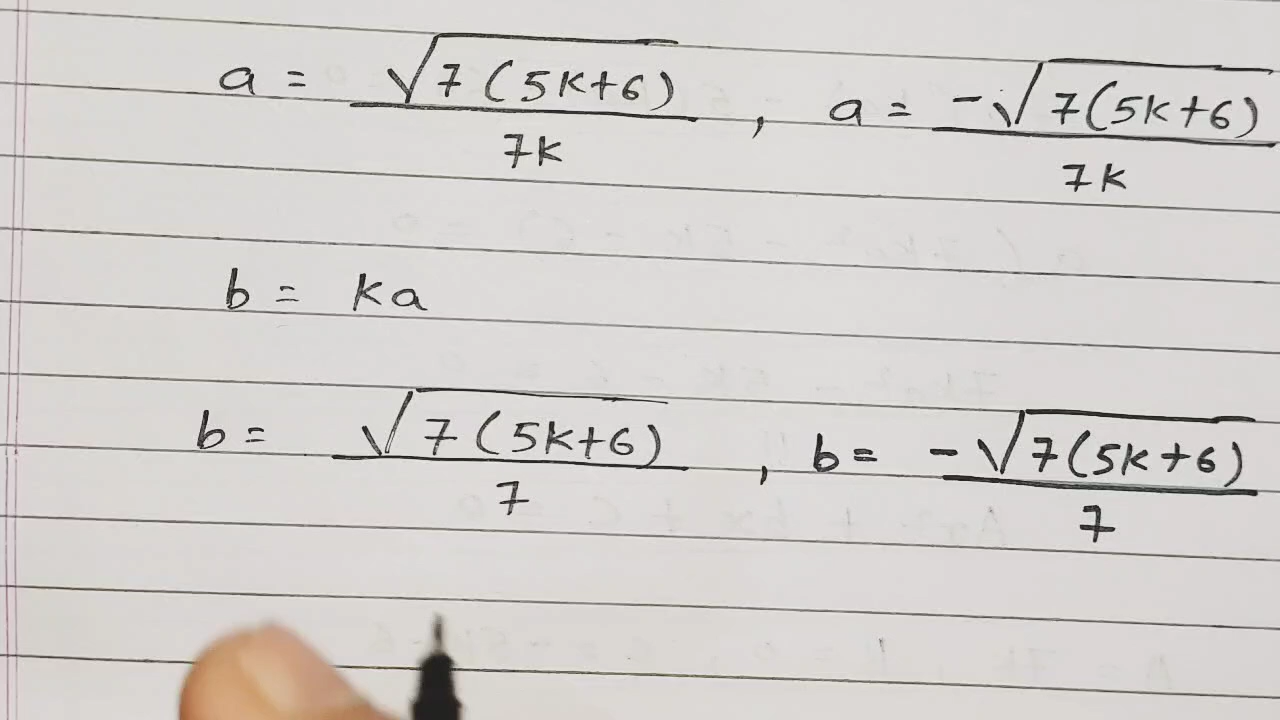 a = √7(5k+6) / 7k , a = -√7(5k+6) / 7k
b = ka
b = √7(5k+6) / 7 , b = -√7(5k+6) / 7